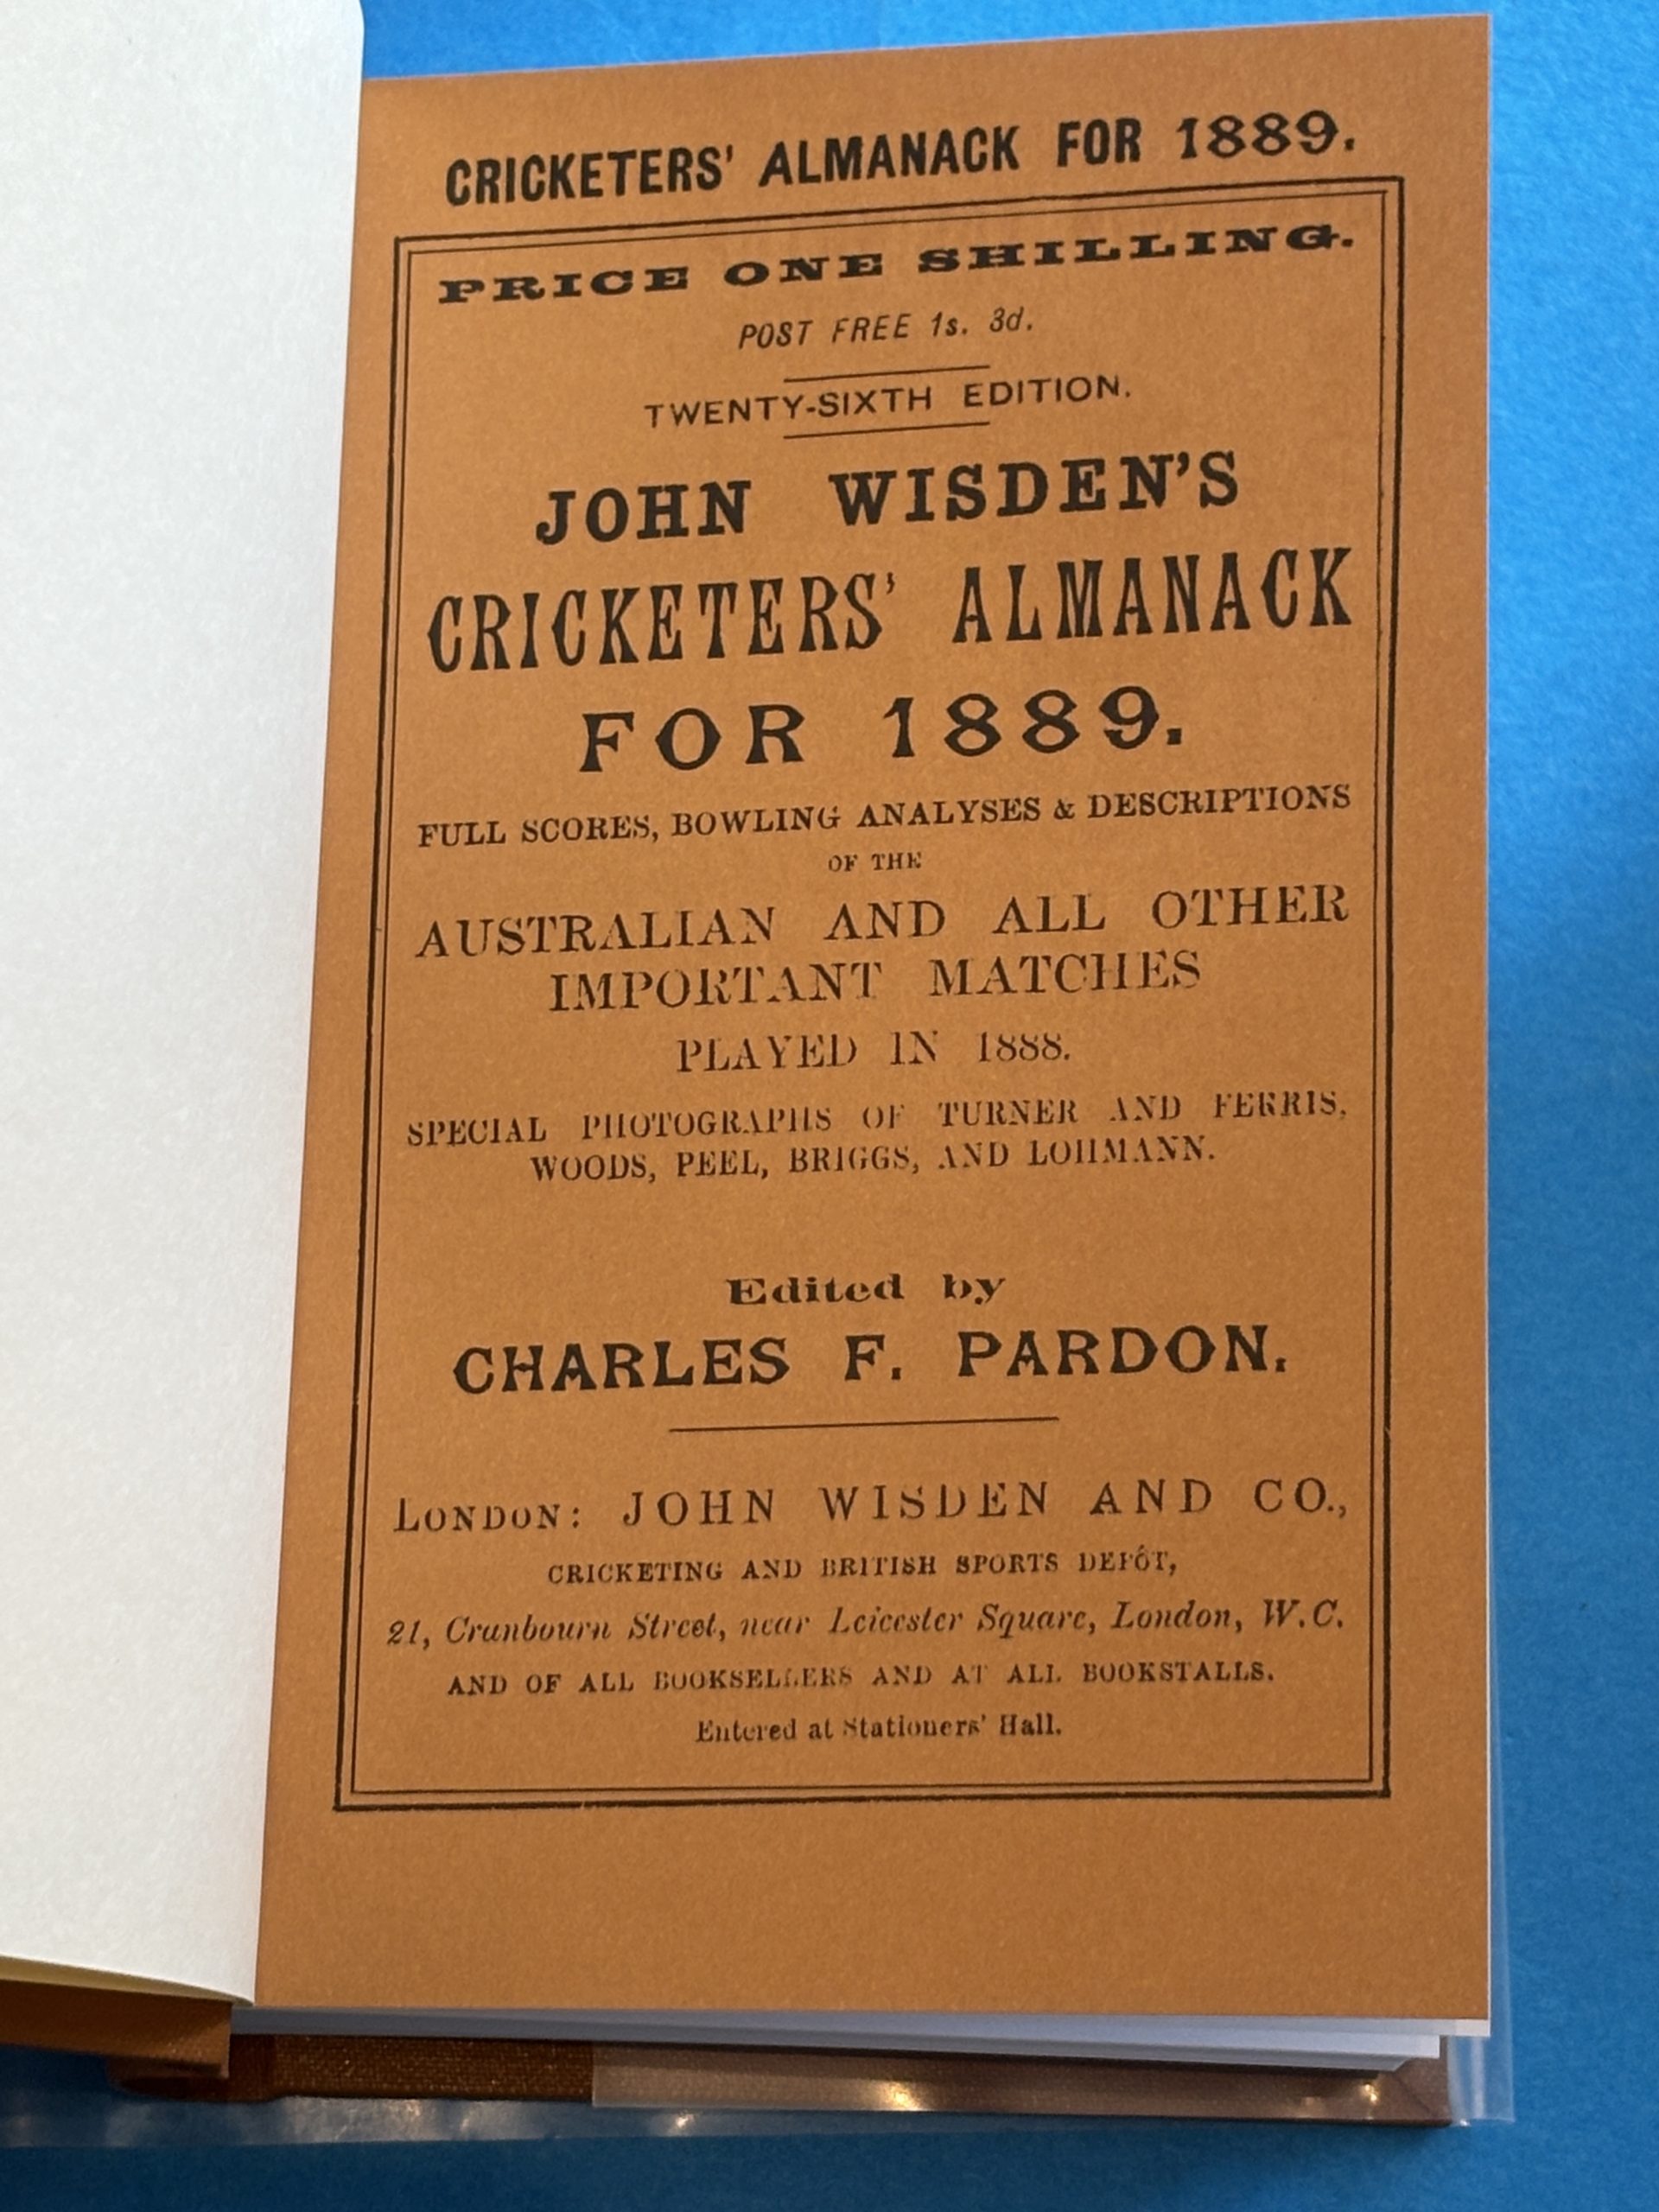 CRICKETERS' ALMANACK FOR 1889.
PRICE ONE SHILLING.
POST FREE 1s. 3d.
TWENTY-SIXTH EDITION.
JOHN WISDEN'S
CRICKETERS' ALMANACK
FOR 1889.
FULL SCORES, BOWLING ANALYSES & DESCRIPTIONS
OF THE
AUSTRALIAN AND ALL OTHER
IMPORTANT MATCHES
PLAYED IN 1888.
SPECIAL PHOTOGRAPHS OF TURNER AND FERRIS,
WOODS, PEEL, BRIGGS, AND LOHMANN.
Edited by
CHARLES F. PARDON.
LONDON: JOHN WISDEN AND CO.,
CRICKETING AND BRITISH SPORTS DEPÔT,
21, Cranbourn Street, near Leicester Square, London, W.C.
AND OF ALL BOOKSELLERS AND AT ALL BOOKSTALLS.
Entered at Stationers' Hall.